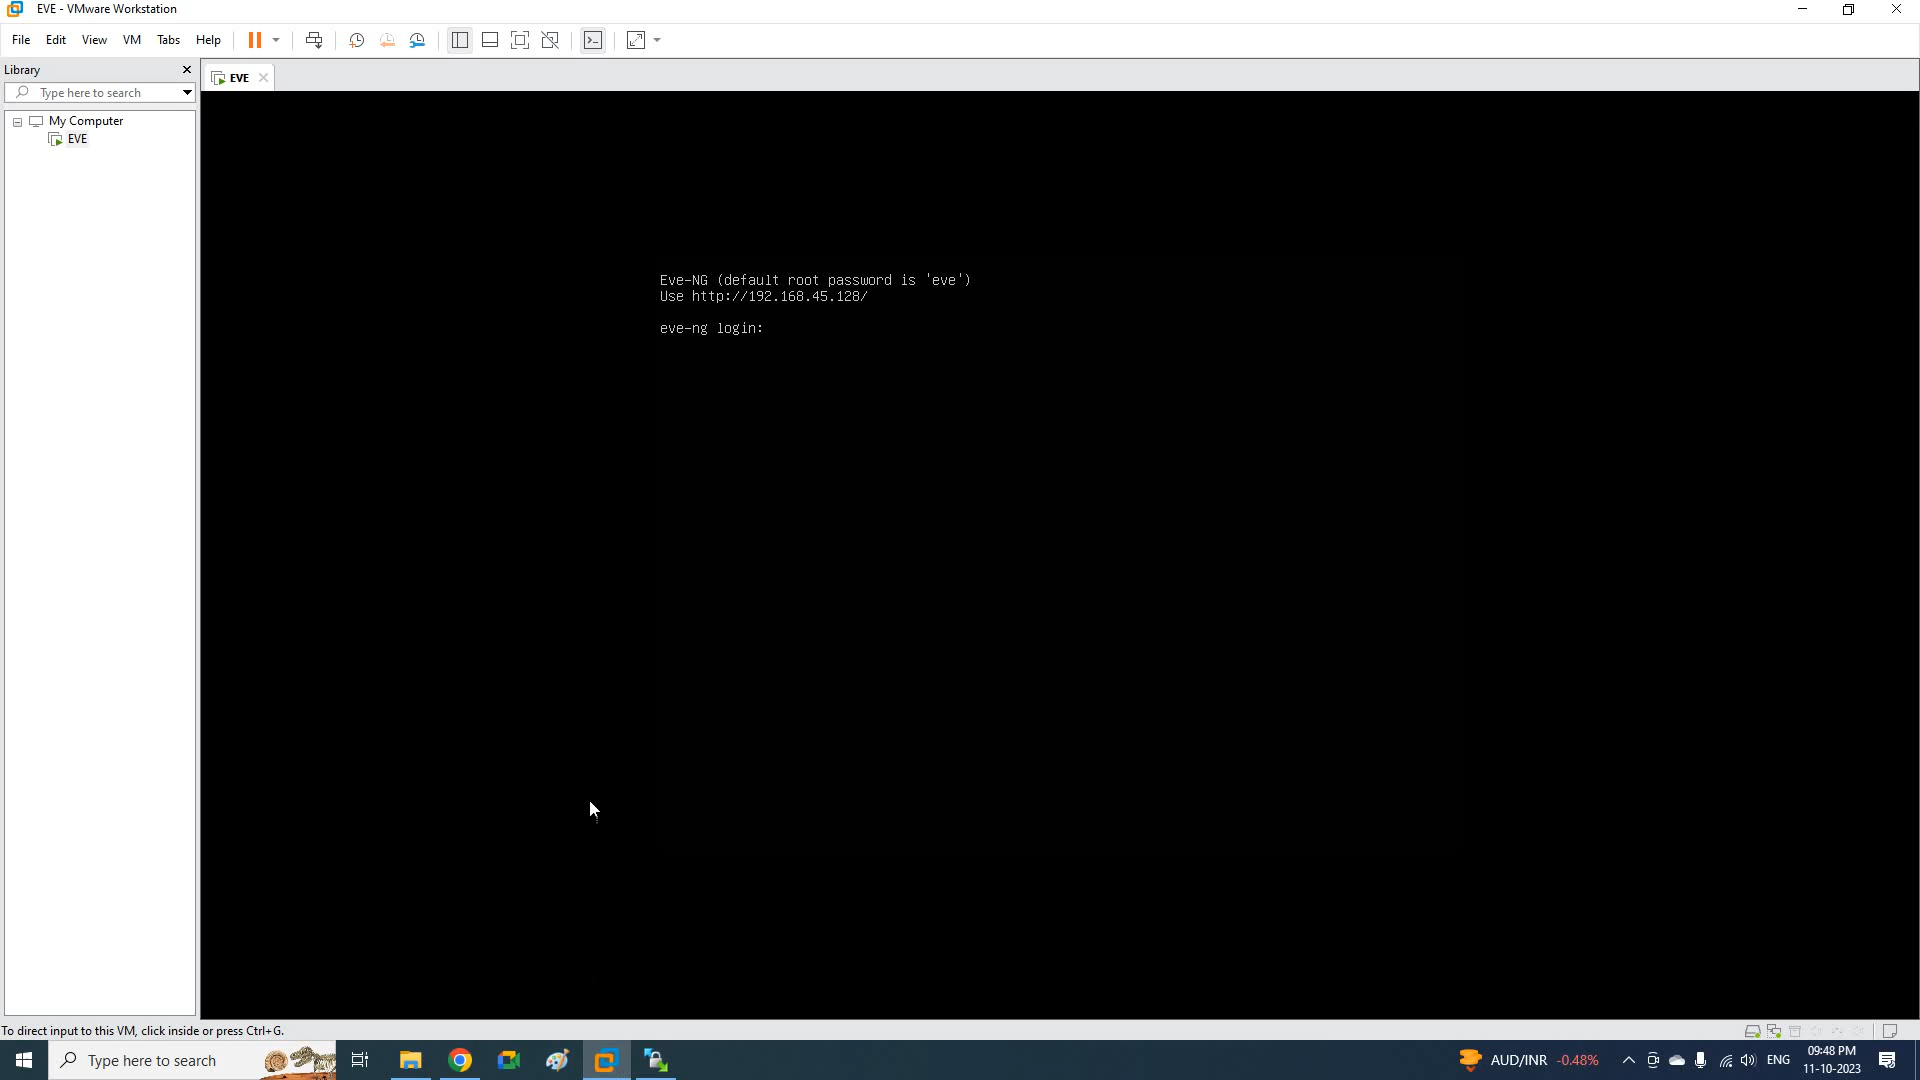 EVE - VMware Workstation
File Edit View VM Tabs Help
Library
EVE
Type here to search
My Computer
EVE
Eve-NG (default root password is 'eve')
Use http://192.168.45.128/
eve-ng login:
To direct input to this VM, click inside or press Ctrl+G.
Type here to search
AUD/INR -0.48%
ENG
09:48 PM
11-10-2023